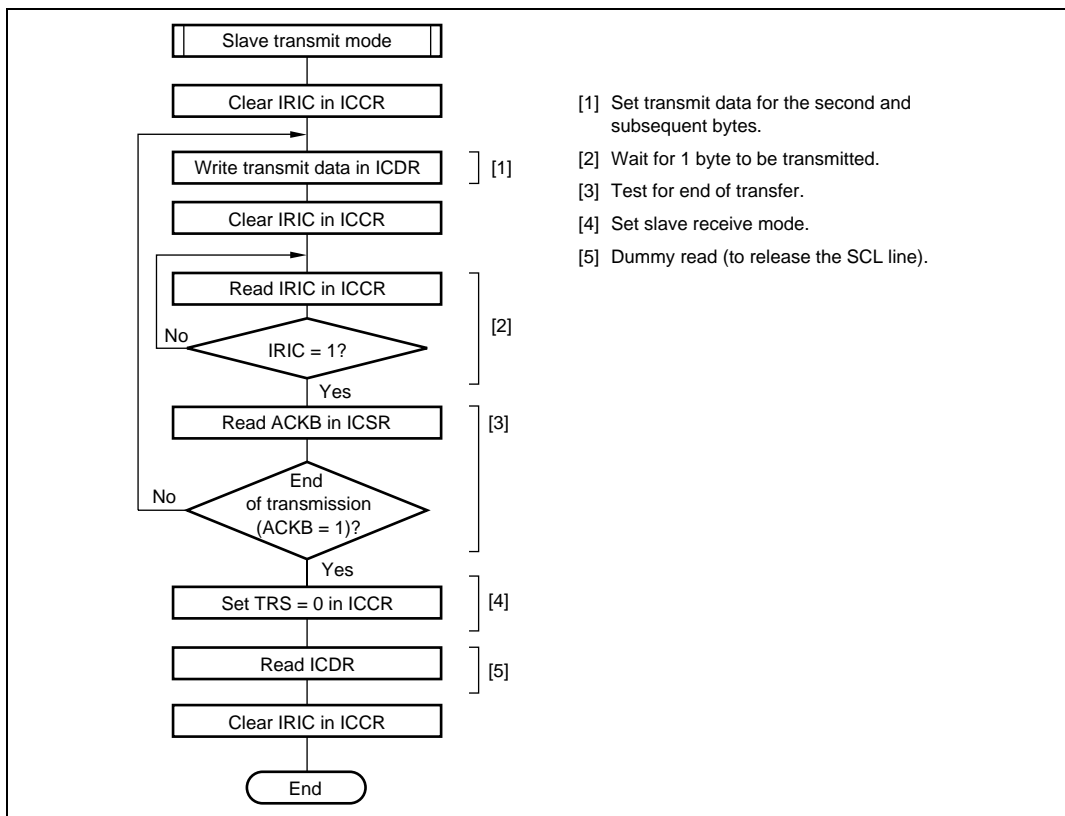 Slave transmit mode
Clear IRIC in ICCR
Write transmit data in ICDR
[1]
Clear IRIC in ICCR
Read IRIC in ICCR
[2]
No
IRIC = 1?
Yes
Read ACKB in ICSR
[3]
No
End
of transmission
(ACKB = 1)?
Yes
Set TRS = 0 in ICCR
[4]
Read ICDR
[5]
Clear IRIC in ICCR
End
[1] Set transmit data for the second and
subsequent bytes.
[2] Wait for 1 byte to be transmitted.
[3] Test for end of transfer.
[4] Set slave receive mode.
[5] Dummy read (to release the SCL line).